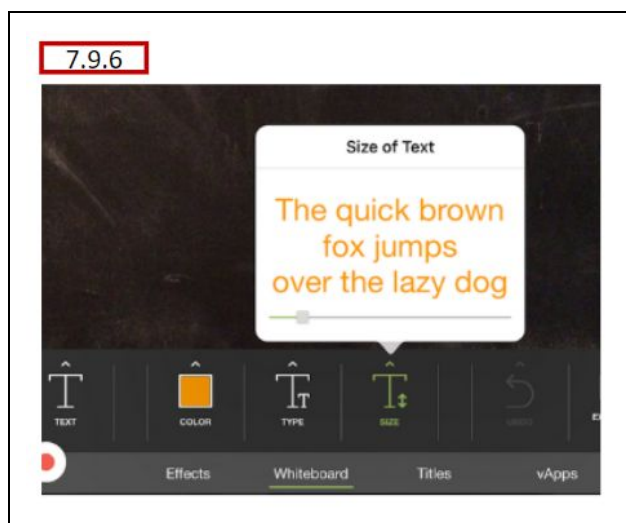 7.9.6
Size of Text
The quick brown
fox jumps
over the lazy dog
TEXT
COLOR
TYPE
SIZE
UNDO
Effects
Whiteboard
Titles
vApps